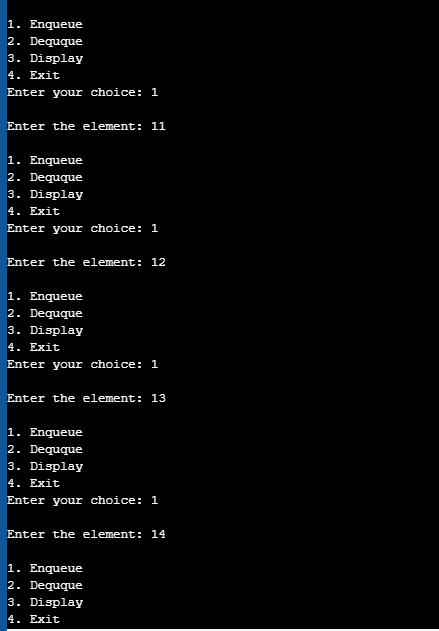 1. Enqueue
2. Dequque
3. Display
4. Exit
Enter your choice: 1
Enter the element: 11
1. Enqueue
2. Dequque
3. Display
4. Exit
Enter your choice: 1
Enter the element: 12
1. Enqueue
2. Dequque
3. Display
4. Exit
Enter your choice: 1
Enter the element: 13
1. Enqueue
2. Dequque
3. Display
4. Exit
Enter your choice: 1
Enter the element: 14
1. Enqueue
2. Dequque
3. Display
4. Exit